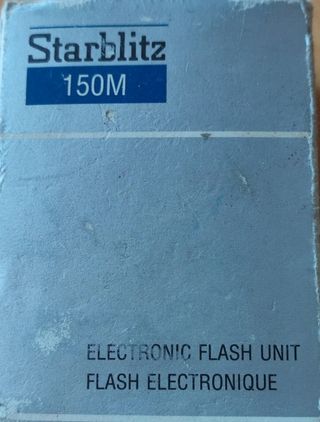 Starblitz
150M
ELECTRONIC FLASH UNIT
FLASH ELECTRONIQUE